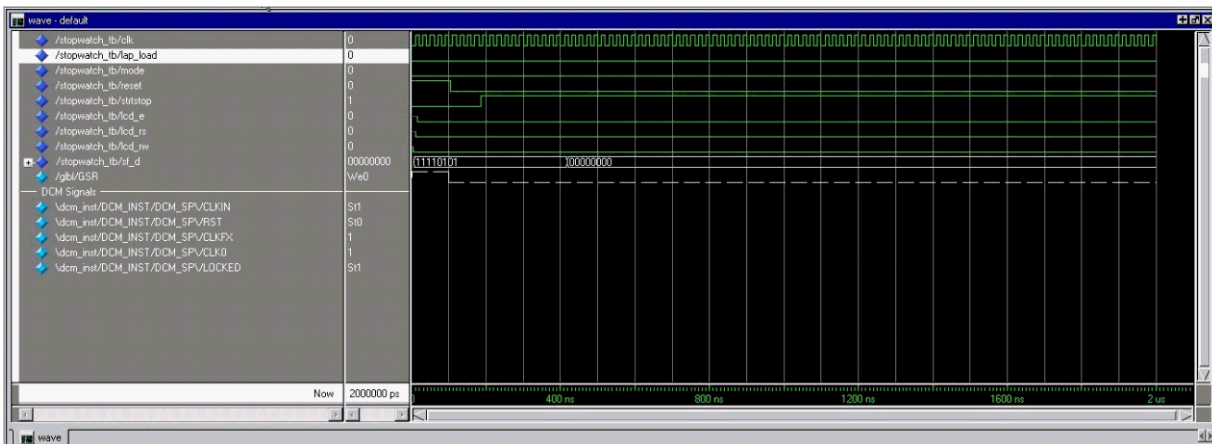 wave - default
/stopwatch_tb/clk 0
/stopwatch_tb/lap_load 0
/stopwatch_tb/mode 0
/stopwatch_tb/reset 0
/stopwatch_tb/strtstop 1
/stopwatch_tb/lcd_e 0
/stopwatch_tb/lcd_rs 0
/stopwatch_tb/lcd_rw 0
/stopwatch_tb/sf_d 00000000 11110101 00000000
/glbl/GSR We0
DCM Signals
\dcm_inst/DCM_INST/DCM_SP\/CLKIN St1
\dcm_inst/DCM_INST/DCM_SP\/RST St0
\dcm_inst/DCM_INST/DCM_SP\/CLKFX 1
\dcm_inst/DCM_INST/DCM_SP\/CLK0 1
\dcm_inst/DCM_INST/DCM_SP\/LOCKED St1
Now 2000000 ps 0 400 ns 800 ns 1200 ns 1600 ns 2 us
wave